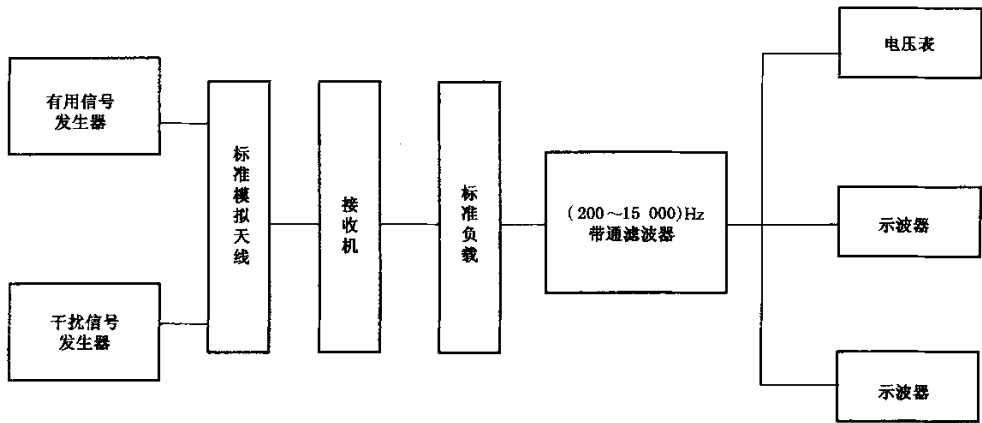 有用信号
发生器
干扰信号
发生器
标准模拟天线
接收机
标准负载
(200～15 000)Hz
带通滤波器
电压表
示波器
示波器